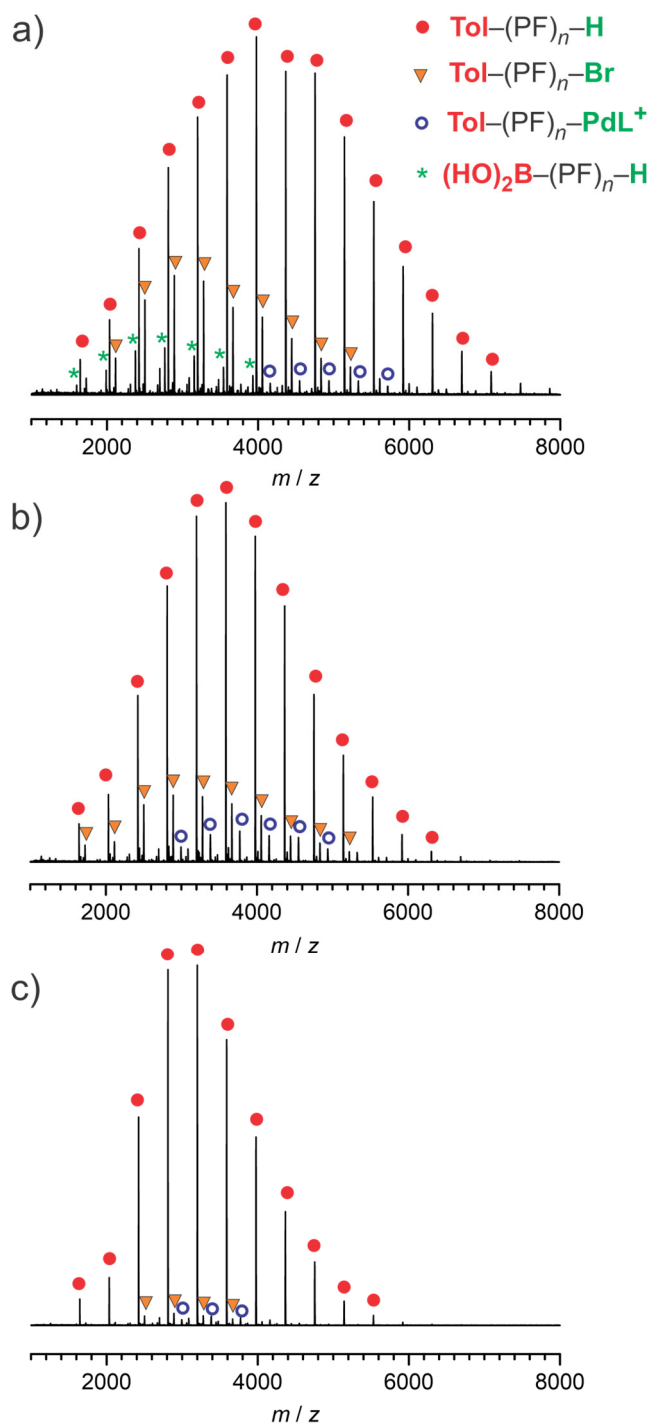 a)
● Tol–(PF)n–H
▼ Tol–(PF)n–Br
○ Tol–(PF)n–PdL+
* (HO)2B–(PF)n–H
2000 4000 6000 8000
m / z
b)
2000 4000 6000 8000
m / z
c)
2000 4000 6000 8000
m / z